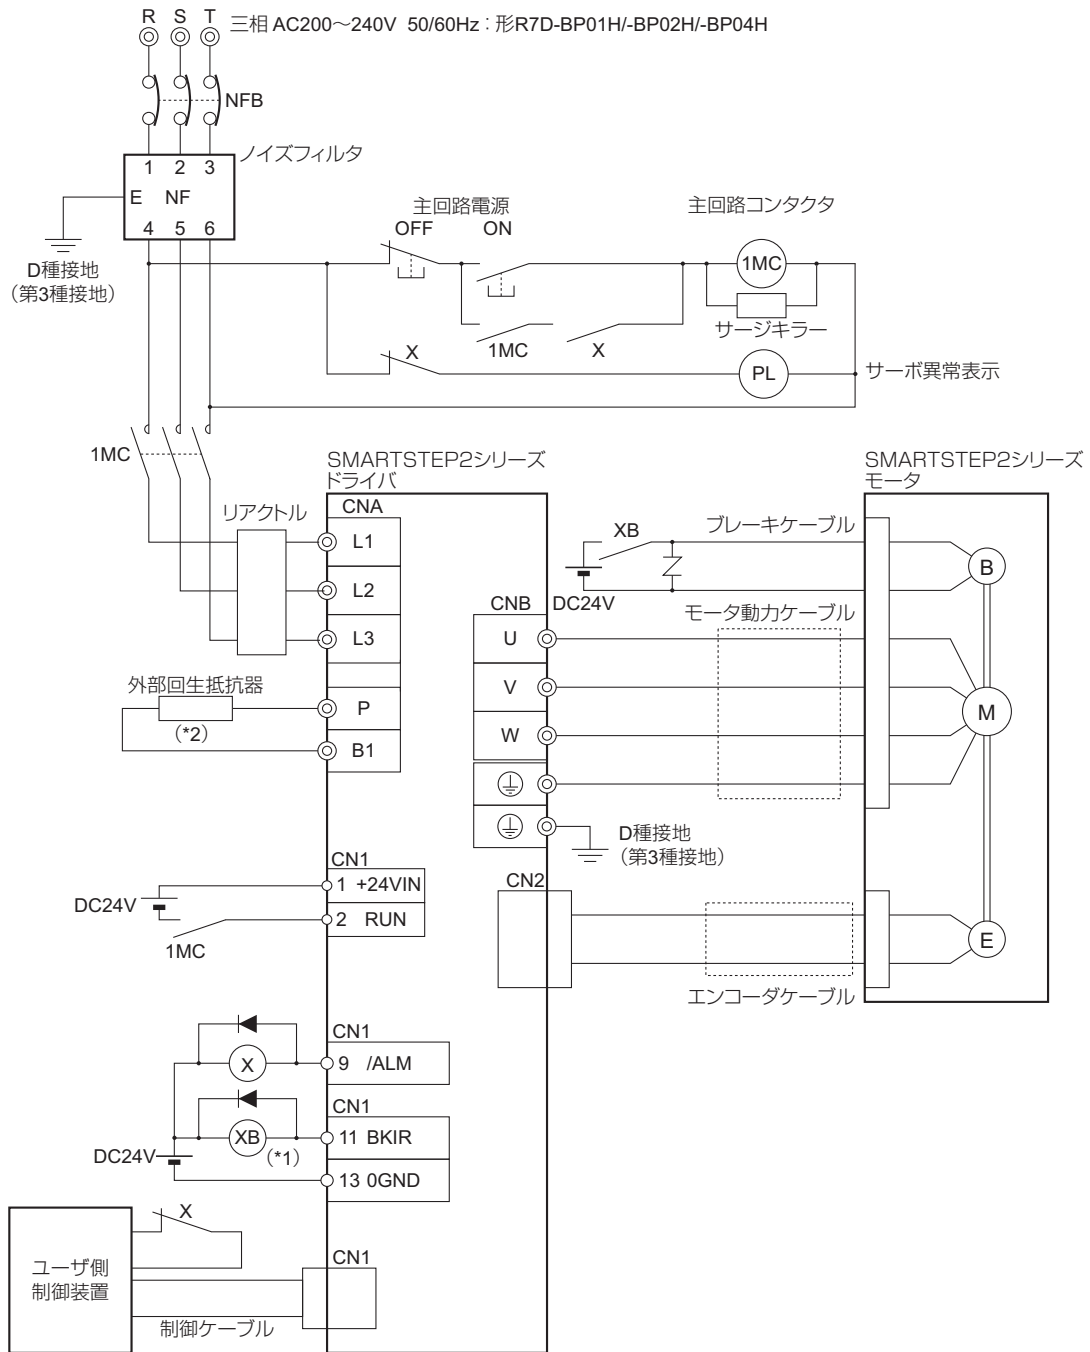 R S T
三相 AC200～240V 50/60Hz：形R7D-BP01H/-BP02H/-BP04H
NFB
ノイズフィルタ
1 2 3
E NF
4 5 6
D種接地
（第3種接地）
主回路電源
OFF ON
主回路コンタクタ
1MC
サージキラー
1MC X
X
PL
サーボ異常表示
1MC
SMARTSTEP2シリーズ
ドライバ
SMARTSTEP2シリーズ
モータ
リアクトル
CNA
L1
L2
L3
外部回生抵抗器
(*2)
P
B1
XB
ブレーキケーブル
DC24V
B
CNB
モータ動力ケーブル
U
V
W
M
D種接地
（第3種接地）
CN1
1 +24VIN
DC24V
2 RUN
1MC
CN2
E
エンコーダケーブル
CN1
X
9 /ALM
CN1
XB
(*1)
11 BKIR
DC24V
13 0GND
X
ユーザ側
制御装置
CN1
制御ケーブル